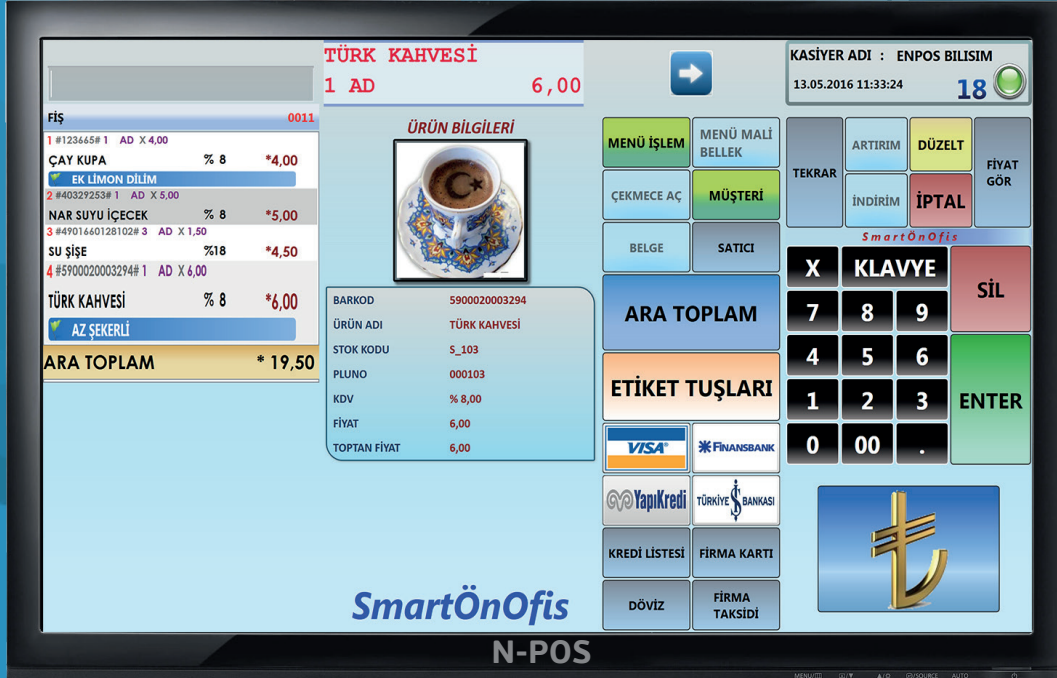 TÜRK KAHVESİ
1 AD 6,00
KASİYER ADI : ENPOS BILISIM
13.05.2016 11:33:24 18
FİŞ 0011
1 #123665# 1 AD X 4,00
ÇAY KUPA % 8 *4,00
EK LİMON DİLİM
2 #40329253# 1 AD X 5,00
NAR SUYU İÇECEK % 8 *5,00
3 #4901660128102# 3 AD X 1,50
SU ŞİŞE %18 *4,50
4 #5900020003294# 1 AD X 6,00
TÜRK KAHVESİ % 8 *6,00
AZ ŞEKERLİ
ARA TOPLAM * 19,50
ÜRÜN BİLGİLERİ
BARKOD 5900020003294
ÜRÜN ADI TÜRK KAHVESİ
STOK KODU S_103
PLUNO 000103
KDV % 8,00
FİYAT 6,00
TOPTAN FİYAT 6,00
SmartÖnOfis
MENÜ İŞLEM
MENÜ MALİ
BELLEK
ÇEKMECE AÇ
MÜŞTERİ
BELGE
SATICI
ARA TOPLAM
ETİKET TUŞLARI
VISA
FINANSBANK
YapıKredi
TÜRKİYE İŞ BANKASI
KREDİ LİSTESİ
FİRMA KARTI
DÖVİZ
FİRMA
TAKSİDİ
TEKRAR
ARTIRIM
DÜZELT
FİYAT
GÖR
İNDİRİM
İPTAL
SmartÖnOfis
X KLAVYE
SİL
7 8 9
4 5 6
ENTER
1 2 3
0 00 .
N-POS
MENU/ ▲/ /SOURCE AUTO